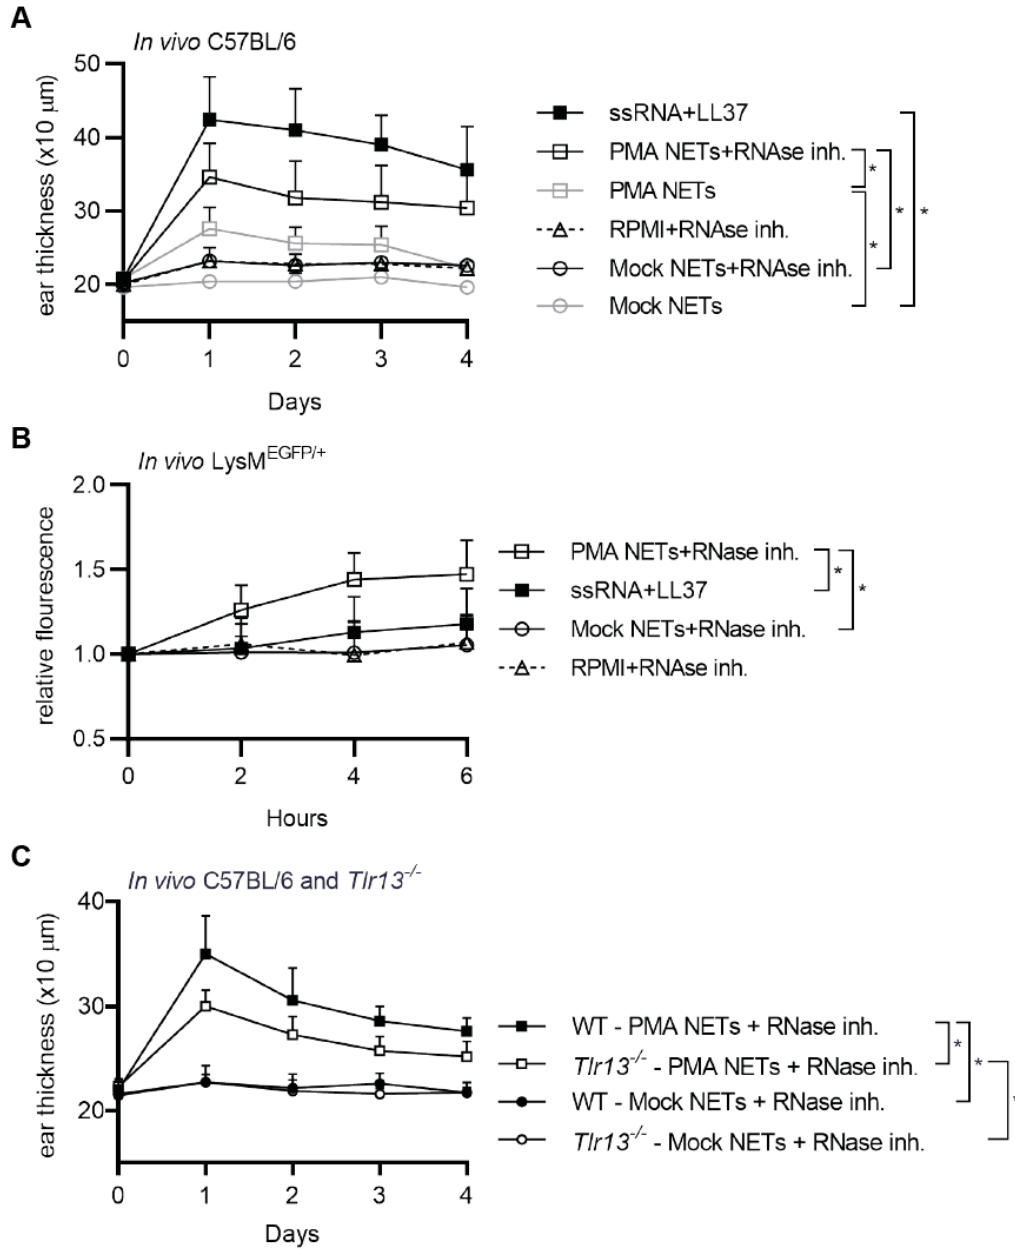 A
In vivo C57BL/6
50
40
30
20
ear thickness (x10 μm)
0 1 2 3 4
Days
ssRNA+LL37
PMA NETs+RNAse inh.
PMA NETs
RPMI+RNAse inh.
Mock NETs+RNAse inh.
Mock NETs
*
*
* *
B
In vivo LysM^EGFP/+
2.0
1.5
1.0
0.5
relative flourescence
0 2 4 6
Hours
PMA NETs+RNase inh.
ssRNA+LL37
Mock NETs+RNase inh.
RPMI+RNAse inh.
*
*
C
In vivo C57BL/6 and Tlr13^-/-
40
30
20
ear thickness (x10 μm)
0 1 2 3 4
Days
WT - PMA NETs + RNase inh.
Tlr13^-/- - PMA NETs + RNase inh.
WT - Mock NETs + RNase inh.
Tlr13^-/- - Mock NETs + RNase inh.
*
*